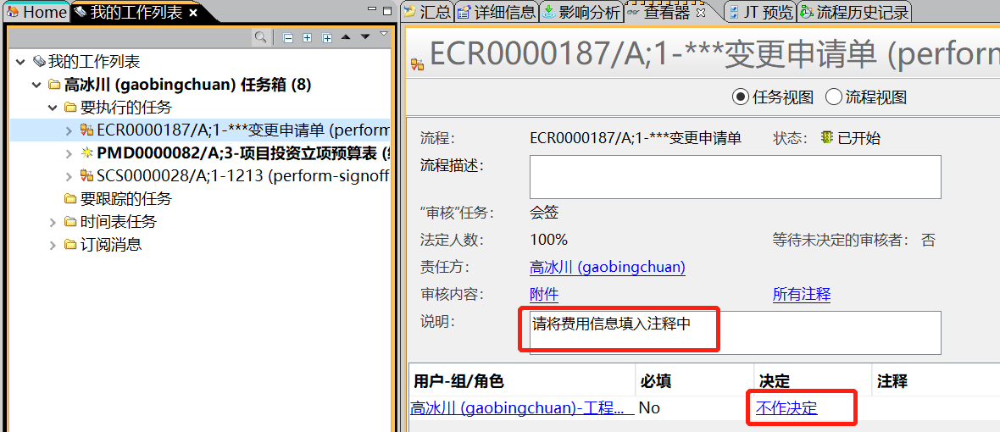 Home
我的工作列表
我的工作列表
高冰川 (gaobingchuan) 任务箱 (8)
要执行的任务
ECR0000187/A;1-***变更申请单 (perform
PMD0000082/A;3-项目投资立项预算表
SCS0000028/A;1-1213 (perform-signoff
要跟踪的任务
时间表任务
订阅消息
汇总
详细信息
影响分析
查看器
JT 预览
流程历史记录
ECR0000187/A;1-***变更申请单 (perform
任务视图
流程视图
流程: ECR0000187/A;1-***变更申请单 状态: 已开始
流程描述:
“审核”任务: 会签
法定人数: 100% 等待未决定的审核者: 否
责任方: 高冰川 (gaobingchuan)
审核内容: 附件 所有注释
说明: 请将费用信息填入注释中
用户-组/角色 必填 决定 注释
高冰川 (gaobingchuan)-工程... No 不作决定